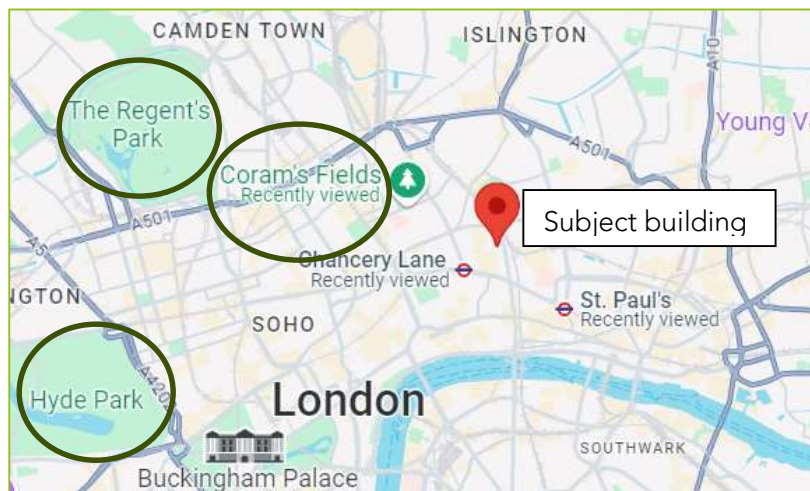 CAMDEN TOWN
ISLINGTON
A10
The Regent's
Park
Young V
A501
Coram's Fields
Recently viewed
A501
Subject building
A5
Chancery Lane
Recently viewed
NGTON
St. Paul's
Recently viewed
SOHO
A4202
Hyde Park
London
SOUTHWARK
Buckingham Palace